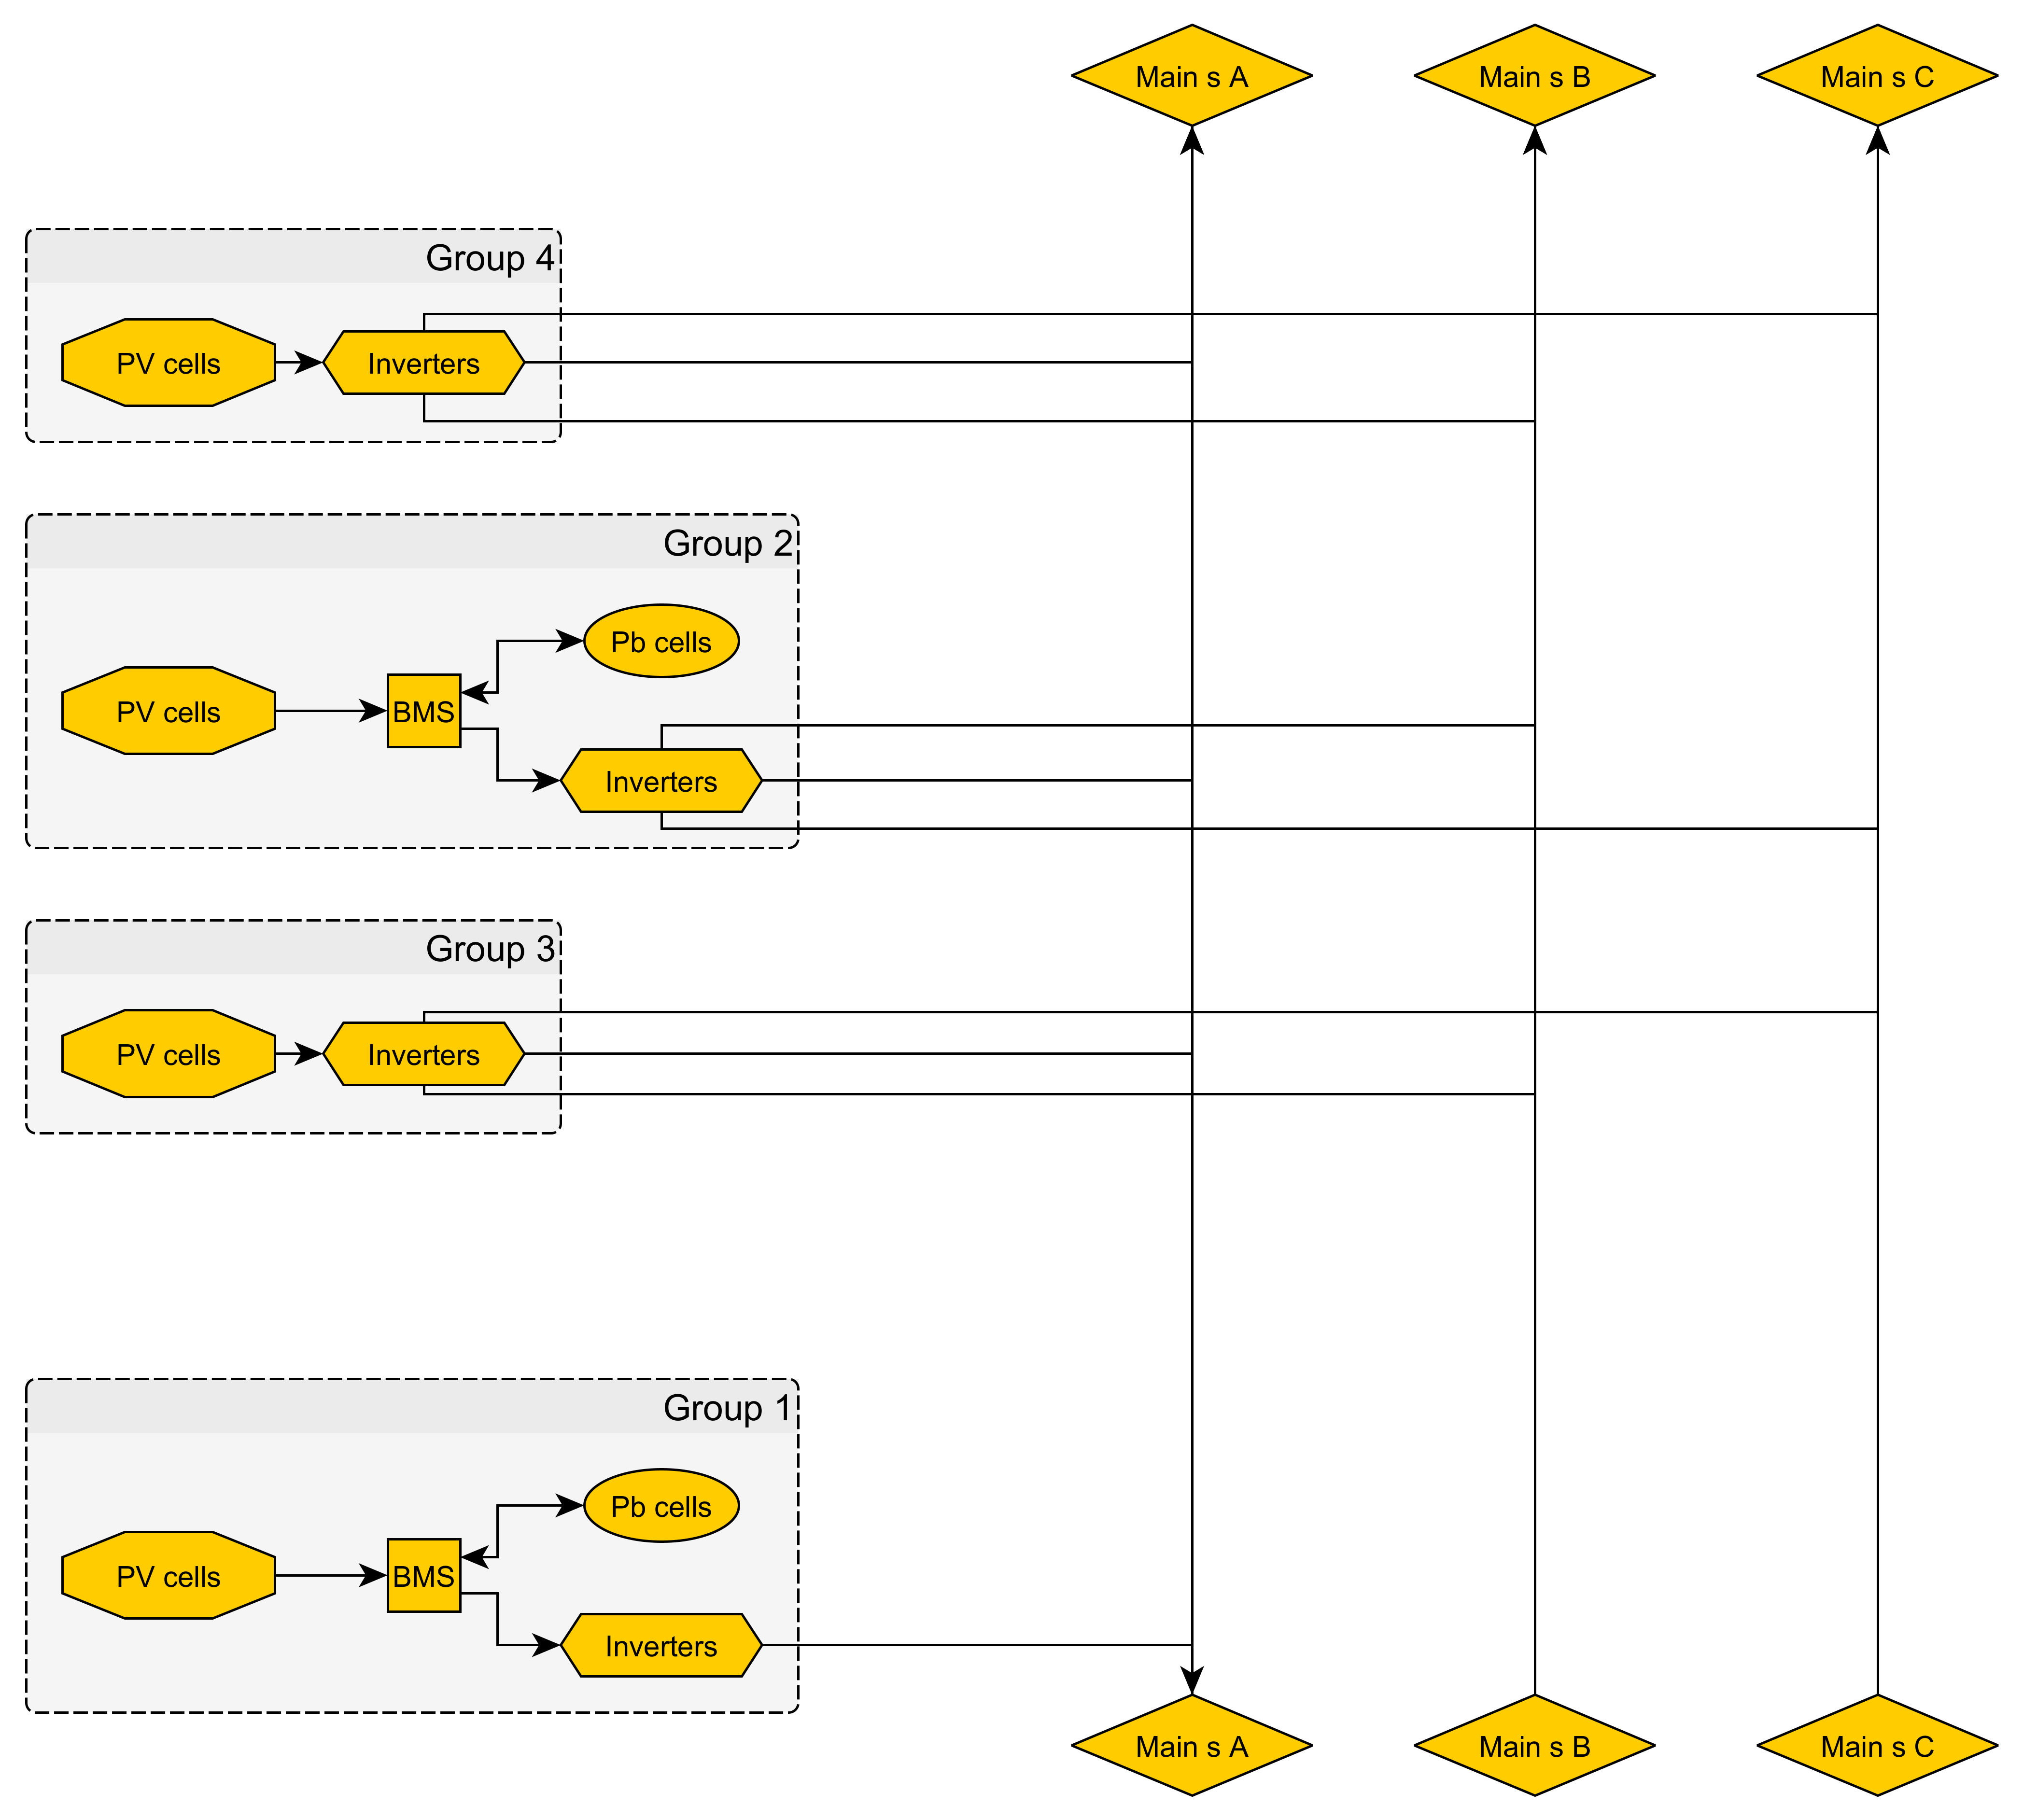 Main s A
Main s B
Main s C
Group 4
PV cells
Inverters
Group 2
Pb cells
PV cells
BMS
Inverters
Group 3
PV cells
Inverters
Group 1
Pb cells
PV cells
BMS
Inverters
Main s A
Main s B
Main s C